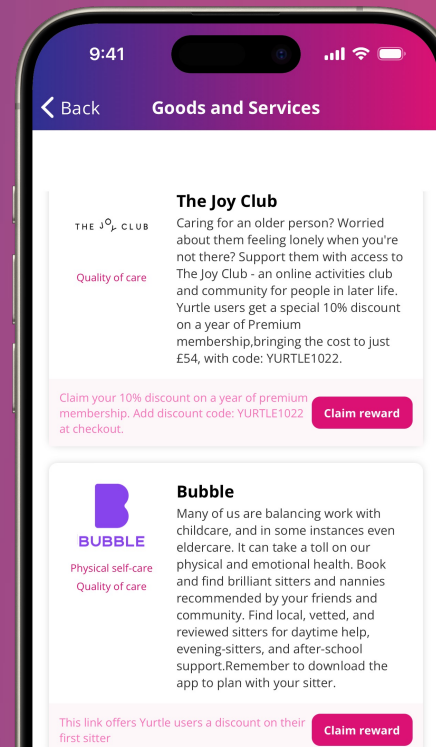 9:41
Back
Goods and Services
THE JOY CLUB
Quality of care
The Joy Club
Caring for an older person? Worried
about them feeling lonely when you're
not there? Support them with access to
The Joy Club - an online activities club
and community for people in later life.
Yurtle users get a special 10% discount
on a year of Premium
membership,bringing the cost to just
£54, with code: YURTLE1022.
Claim your 10% discount on a year of premium
membership. Add discount code: YURTLE1022
at checkout.
Claim reward
BUBBLE
Physical self-care
Quality of care
Bubble
Many of us are balancing work with
childcare, and in some instances even
eldercare. It can take a toll on our
physical and emotional health. Book
and find brilliant sitters and nannies
recommended by your friends and
community. Find local, vetted, and
reviewed sitters for daytime help,
evening-sitters, and after-school
support.Remember to download the
app to plan with your sitter.
This link offers Yurtle users a discount on their
first sitter
Claim reward